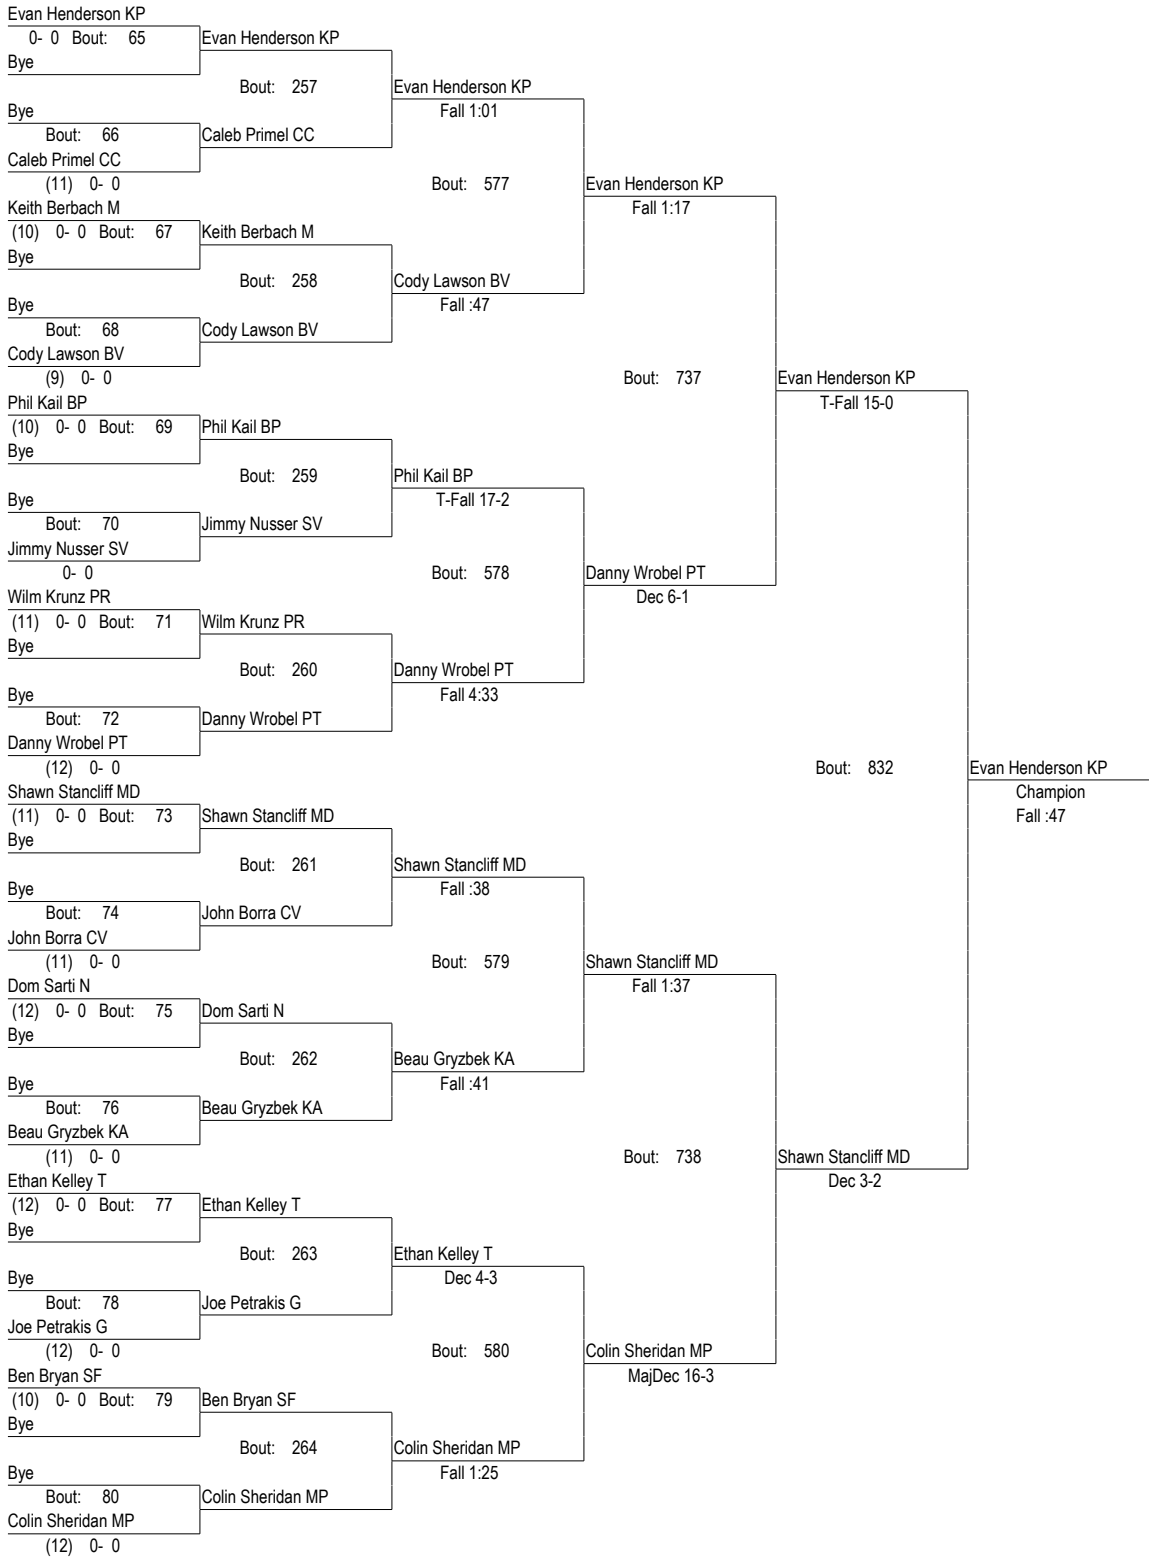 Evan Henderson KP
0- 0 Bout: 65 Evan Henderson KP
Bye
Bout: 257 Evan Henderson KP
Bye Fall 1:01
Bout: 66 Caleb Primel CC
Caleb Primel CC
(11) 0- 0 Bout: 577 Evan Henderson KP
Keith Berbach M Fall 1:17
(10) 0- 0 Bout: 67 Keith Berbach M
Bye
Bout: 258 Cody Lawson BV
Bye Fall :47
Bout: 68 Cody Lawson BV
Cody Lawson BV
(9) 0- 0 Bout: 737 Evan Henderson KP
Phil Kail BP T-Fall 15-0
(10) 0- 0 Bout: 69 Phil Kail BP
Bye
Bout: 259 Phil Kail BP
Bye T-Fall 17-2
Bout: 70 Jimmy Nusser SV
Jimmy Nusser SV
0- 0 Bout: 578 Danny Wrobel PT
Wilm Krunz PR Dec 6-1
(11) 0- 0 Bout: 71 Wilm Krunz PR
Bye
Bout: 260 Danny Wrobel PT
Bye Fall 4:33
Bout: 72 Danny Wrobel PT
Danny Wrobel PT
(12) 0- 0 Bout: 832 Evan Henderson KP
Shawn Stancliff MD Champion
(11) 0- 0 Bout: 73 Shawn Stancliff MD Fall :47
Bye
Bout: 261 Shawn Stancliff MD
Bye Fall :38
Bout: 74 John Borra CV
John Borra CV
(11) 0- 0 Bout: 579 Shawn Stancliff MD
Dom Sarti N Fall 1:37
(12) 0- 0 Bout: 75 Dom Sarti N
Bye
Bout: 262 Beau Gryzbek KA
Bye Fall :41
Bout: 76 Beau Gryzbek KA
Beau Gryzbek KA
(11) 0- 0 Bout: 738 Shawn Stancliff MD
Ethan Kelley T Dec 3-2
(12) 0- 0 Bout: 77 Ethan Kelley T
Bye
Bout: 263 Ethan Kelley T
Bye Dec 4-3
Bout: 78 Joe Petrakis G
Joe Petrakis G
(12) 0- 0 Bout: 580 Colin Sheridan MP
Ben Bryan SF MajDec 16-3
(10) 0- 0 Bout: 79 Ben Bryan SF
Bye
Bout: 264 Colin Sheridan MP
Bye Fall 1:25
Bout: 80 Colin Sheridan MP
Colin Sheridan MP
(12) 0- 0